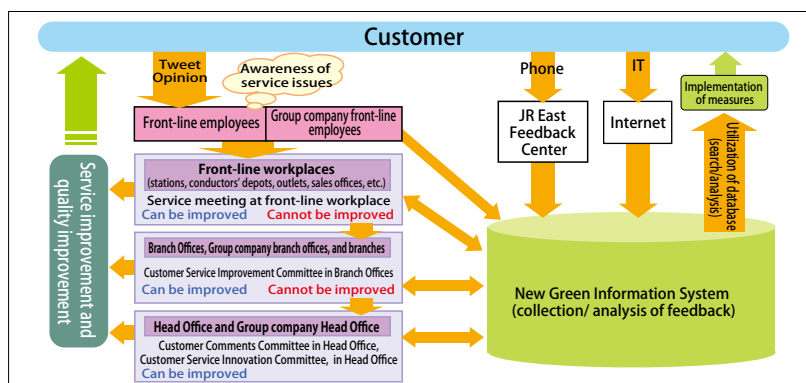 Customer
Tweet
Opinion
Awareness of
service issues
Phone
IT
Implementation
of measures
Front-line employees
Group company front-line
employees
JR East
Feedback
Center
Internet
Utilization of database
(search/analysis)
Service improvement and
quality improvement
Front-line workplaces
(stations, conductors' depots, outlets, sales offices, etc.)
Service meeting at front-line workplace
Can be improved Cannot be improved
Branch Offices, Group company branch offices, and branches
Customer Service Improvement Committee in Branch Offices
Can be improved Cannot be improved
Head Office and Group company Head Office
Customer Comments Committee in Head Office,
Customer Service Innovation Committee, in Head Office
Can be improved
New Green Information System
(collection/ analysis of feedback)